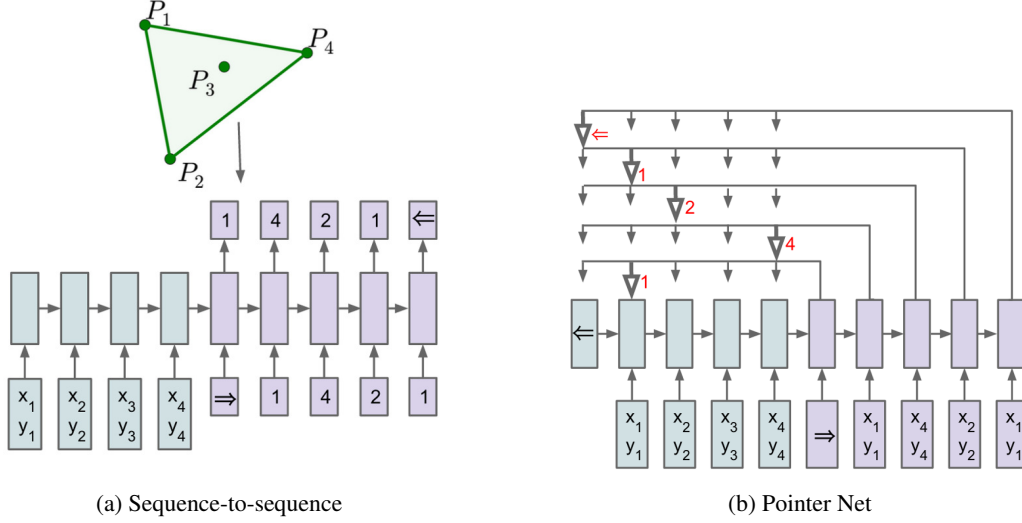 P1
P4
P3
P2
1 4 2 1 ⇐
x1 x2 x3 x4
y1 y2 y3 y4
⇒ 1 4 2 1
(a) Sequence-to-sequence
⇐
1
2
4
1
⇐
x1 x2 x3 x4 ⇒ x1 x4 x2 x1
y1 y2 y3 y4 y1 y4 y2 y1
(b) Pointer Net